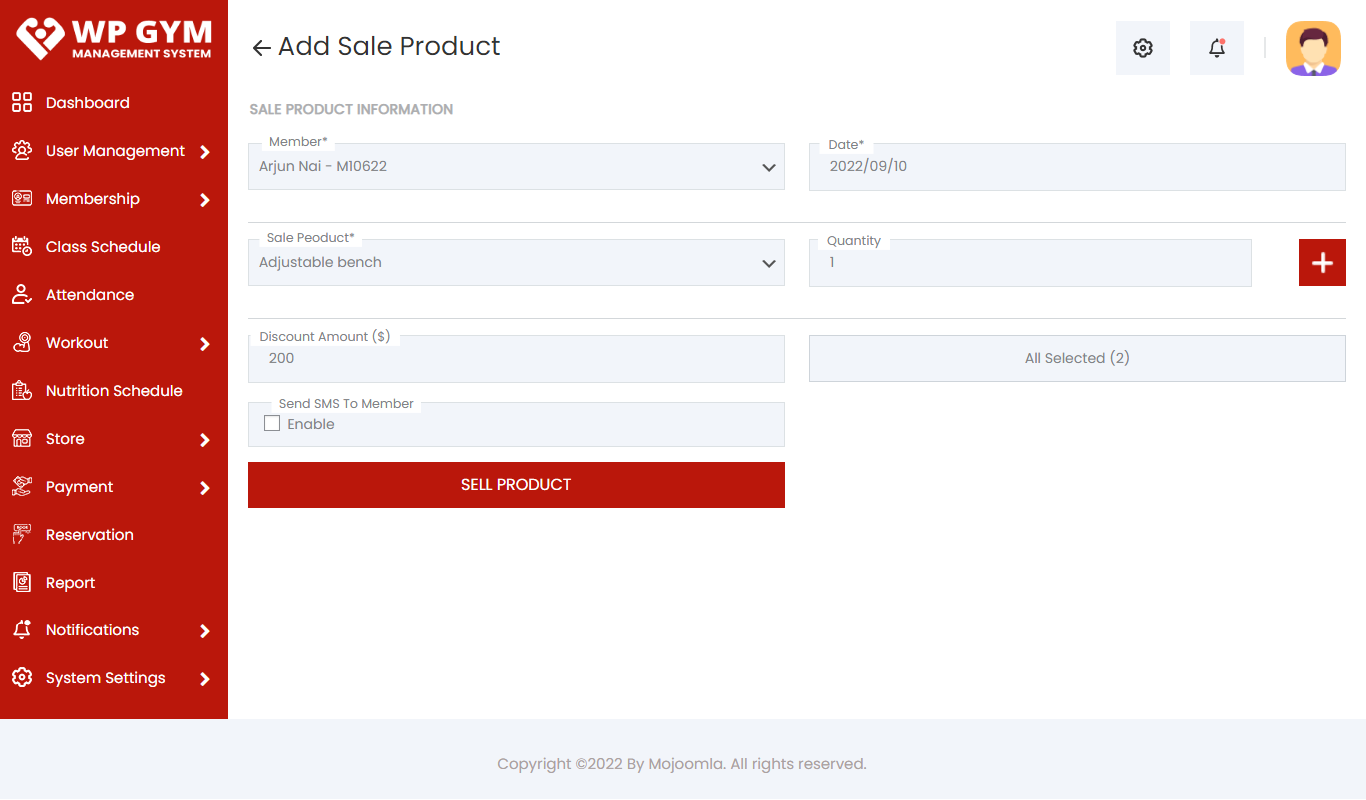 WP GYM
MANAGEMENT SYSTEM
Dashboard
User Management
Membership
Class Schedule
Attendance
Workout
Nutrition Schedule
Store
Payment
Reservation
Report
Notifications
System Settings
Add Sale Product
SALE PRODUCT INFORMATION
Member*
Arjun Nai - M10622
Date*
2022/09/10
Sale Peoduct*
Adjustable bench
Quantity
1
Discount Amount ($)
200
All Selected (2)
Send SMS To Member
Enable
SELL PRODUCT
Copyright ©2022 By Mojoomla. All rights reserved.